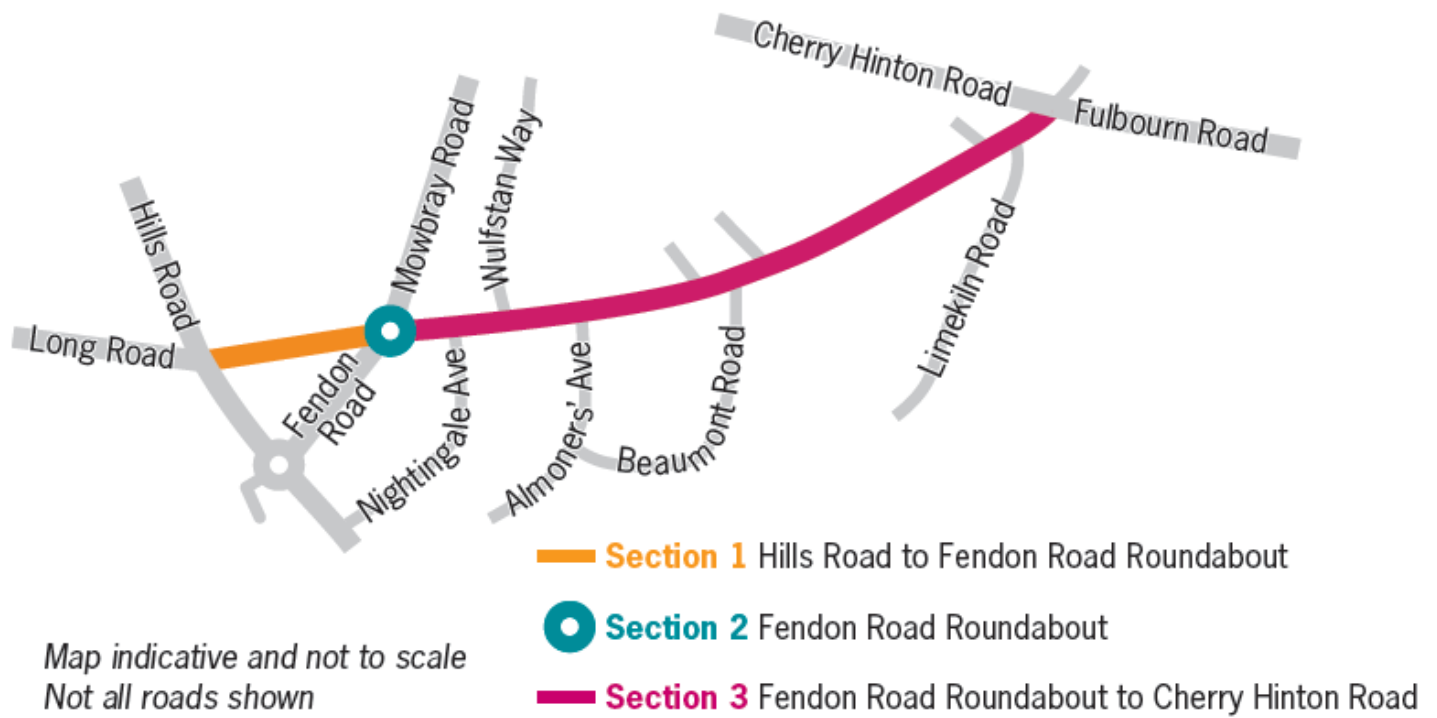 Cherry Hinton Road
Fulbourn Road
Mowbray Road
Wulfstan Way
Hills Road
Limekiln Road
Long Road
Fendon
Road
Nightingale Ave
Almoners' Ave
Beaumont Road
Section 1 Hills Road to Fendon Road Roundabout
Section 2 Fendon Road Roundabout
Section 3 Fendon Road Roundabout to Cherry Hinton Road
Map indicative and not to scale
Not all roads shown